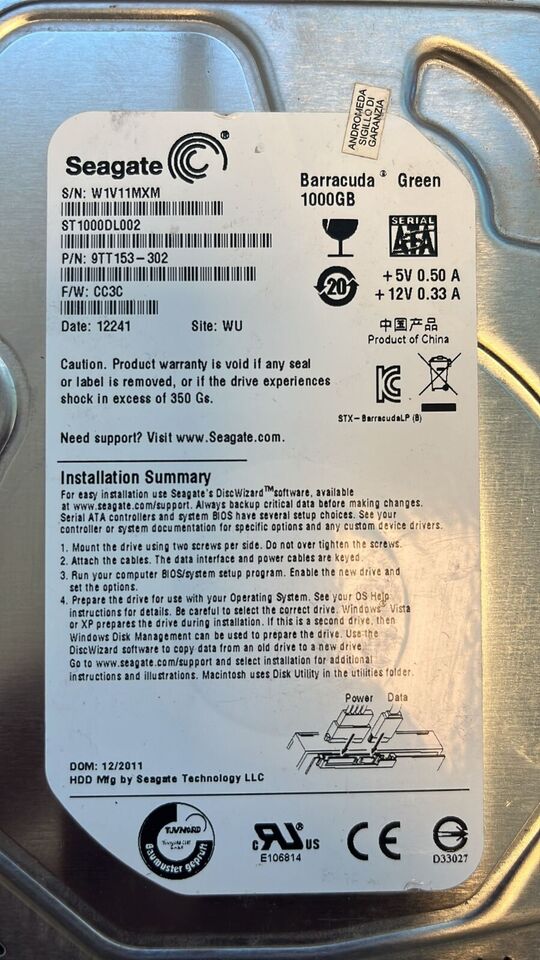 ANDROMEDA
SIGILLO DI
GARANZIA
Seagate®
Barracuda® Green
1000GB
S/N: W1V11MXM
ST1000DL002
P/N: 9TT153-302
F/W: CC3C
Date: 12241 Site: WU
SERIAL
ATA
20
+5V 0.50 A
+12V 0.33 A
中国产品
Product of China
STX-BarracudaLP (B)
Caution. Product warranty is void if any seal
or label is removed, or if the drive experiences
shock in excess of 350 Gs.
Need support? Visit www.Seagate.com.
Installation Summary
For easy installation use Seagate's DiscWizard™ software, available
at www.seagate.com/support. Always backup critical data before making changes.
Serial ATA controllers and system BIOS have several setup choices. See your
controller or system documentation for specific options and any custom device drivers.
1. Mount the drive using two screws per side. Do not over tighten the screws.
2. Attach the cables. The data interface and power cables are keyed.
3. Run your computer BIOS/system setup program. Enable the new drive and
set the options.
4. Prepare the drive for use with your Operating System. See your OS Help
instructions for details. Be careful to select the correct drive. Windows® Vista
or XP prepares the drive during installation. If this is a second drive, then
Windows Disk Management can be used to prepare the drive. Use the
DiscWizard software to copy data from an old drive to a new drive
Go to www.seagate.com/support and select installation for additional
instructions and illustrations. Macintosh uses Disk Utility in the utilities folder.
Power Data
DOM: 12/2011
HDD Mfg by Seagate Technology LLC
TUV NORD
Baumuster geprüft
c RU® US
E106814
CE
D33027